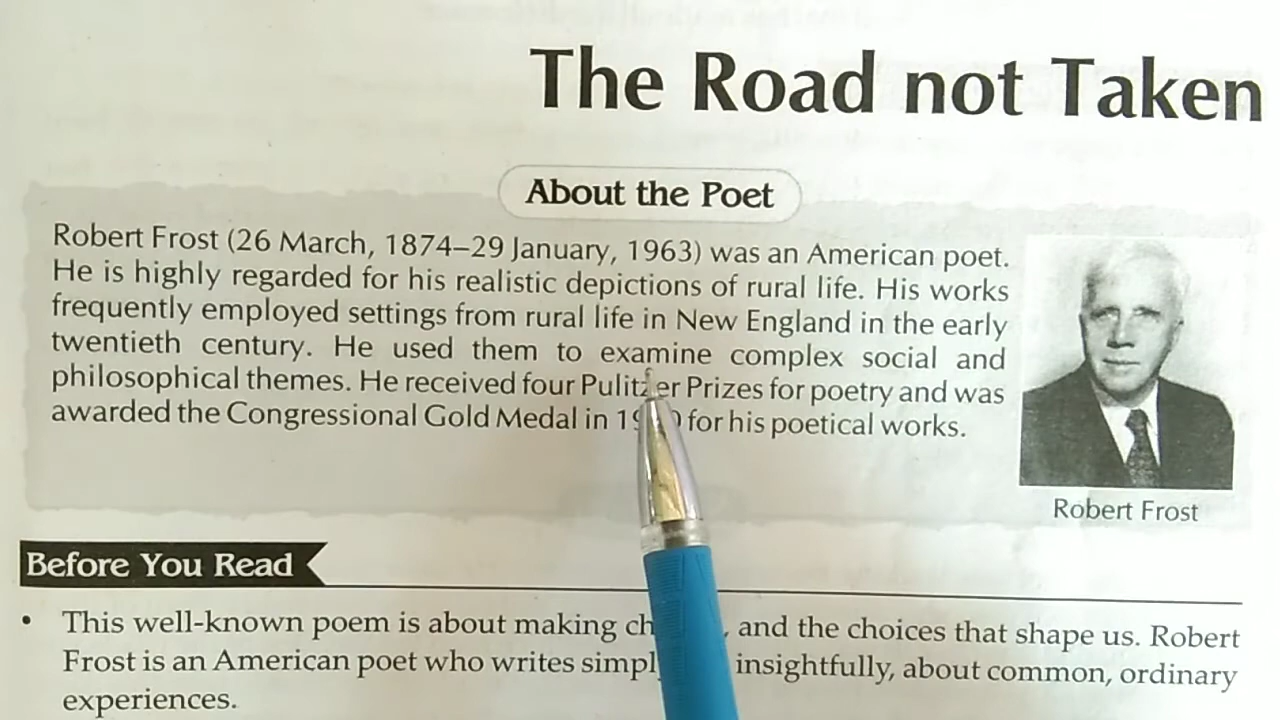 The Road not Taken
About the Poet
Robert Frost (26 March, 1874–29 January, 1963) was an American poet.
He is highly regarded for his realistic depictions of rural life. His works
frequently employed settings from rural life in New England in the early
twentieth century. He used them to examine complex social and
philosophical themes. He received four Pulitzer Prizes for poetry and was
awarded the Congressional Gold Medal in for his poetical works.
Robert Frost
Before You Read
• This well-known poem is about making and the choices that shape us. Robert
Frost is an American poet who writes insightfully, about common, ordinary
experiences.